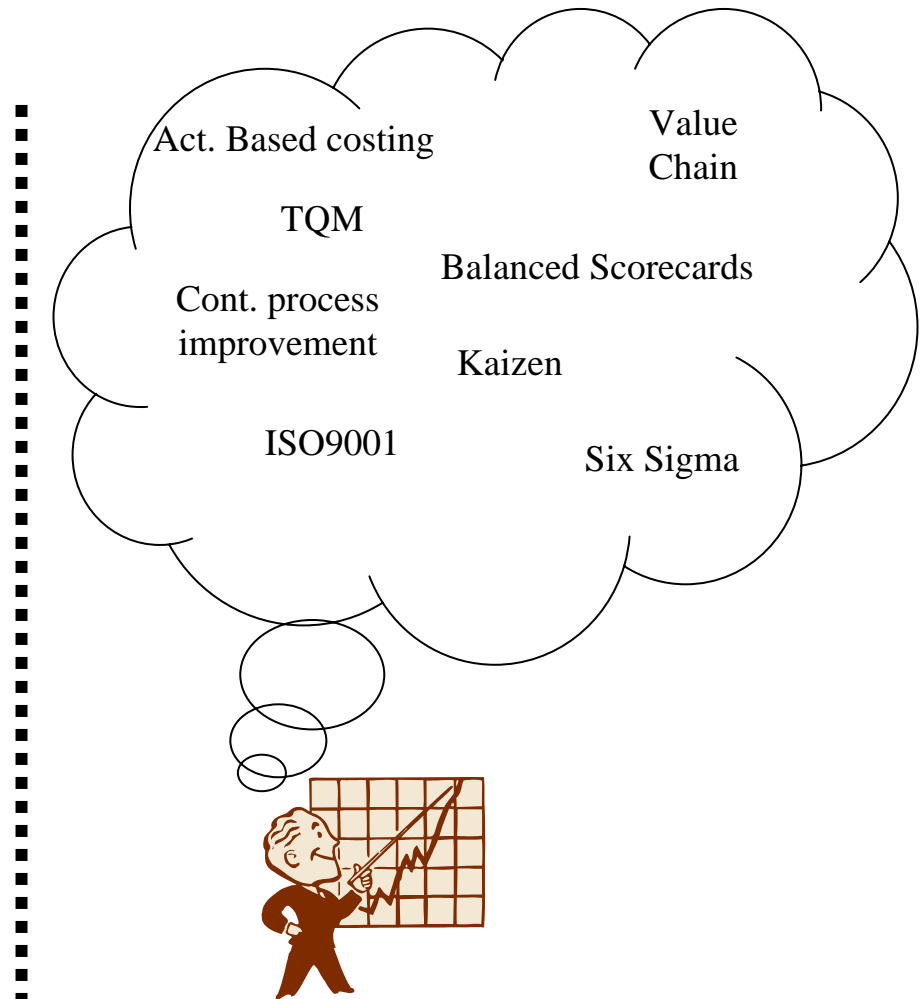 Act. Based costing
Value
Chain
TQM
Balanced Scorecards
Cont. process
improvement
Kaizen
ISO9001
Six Sigma